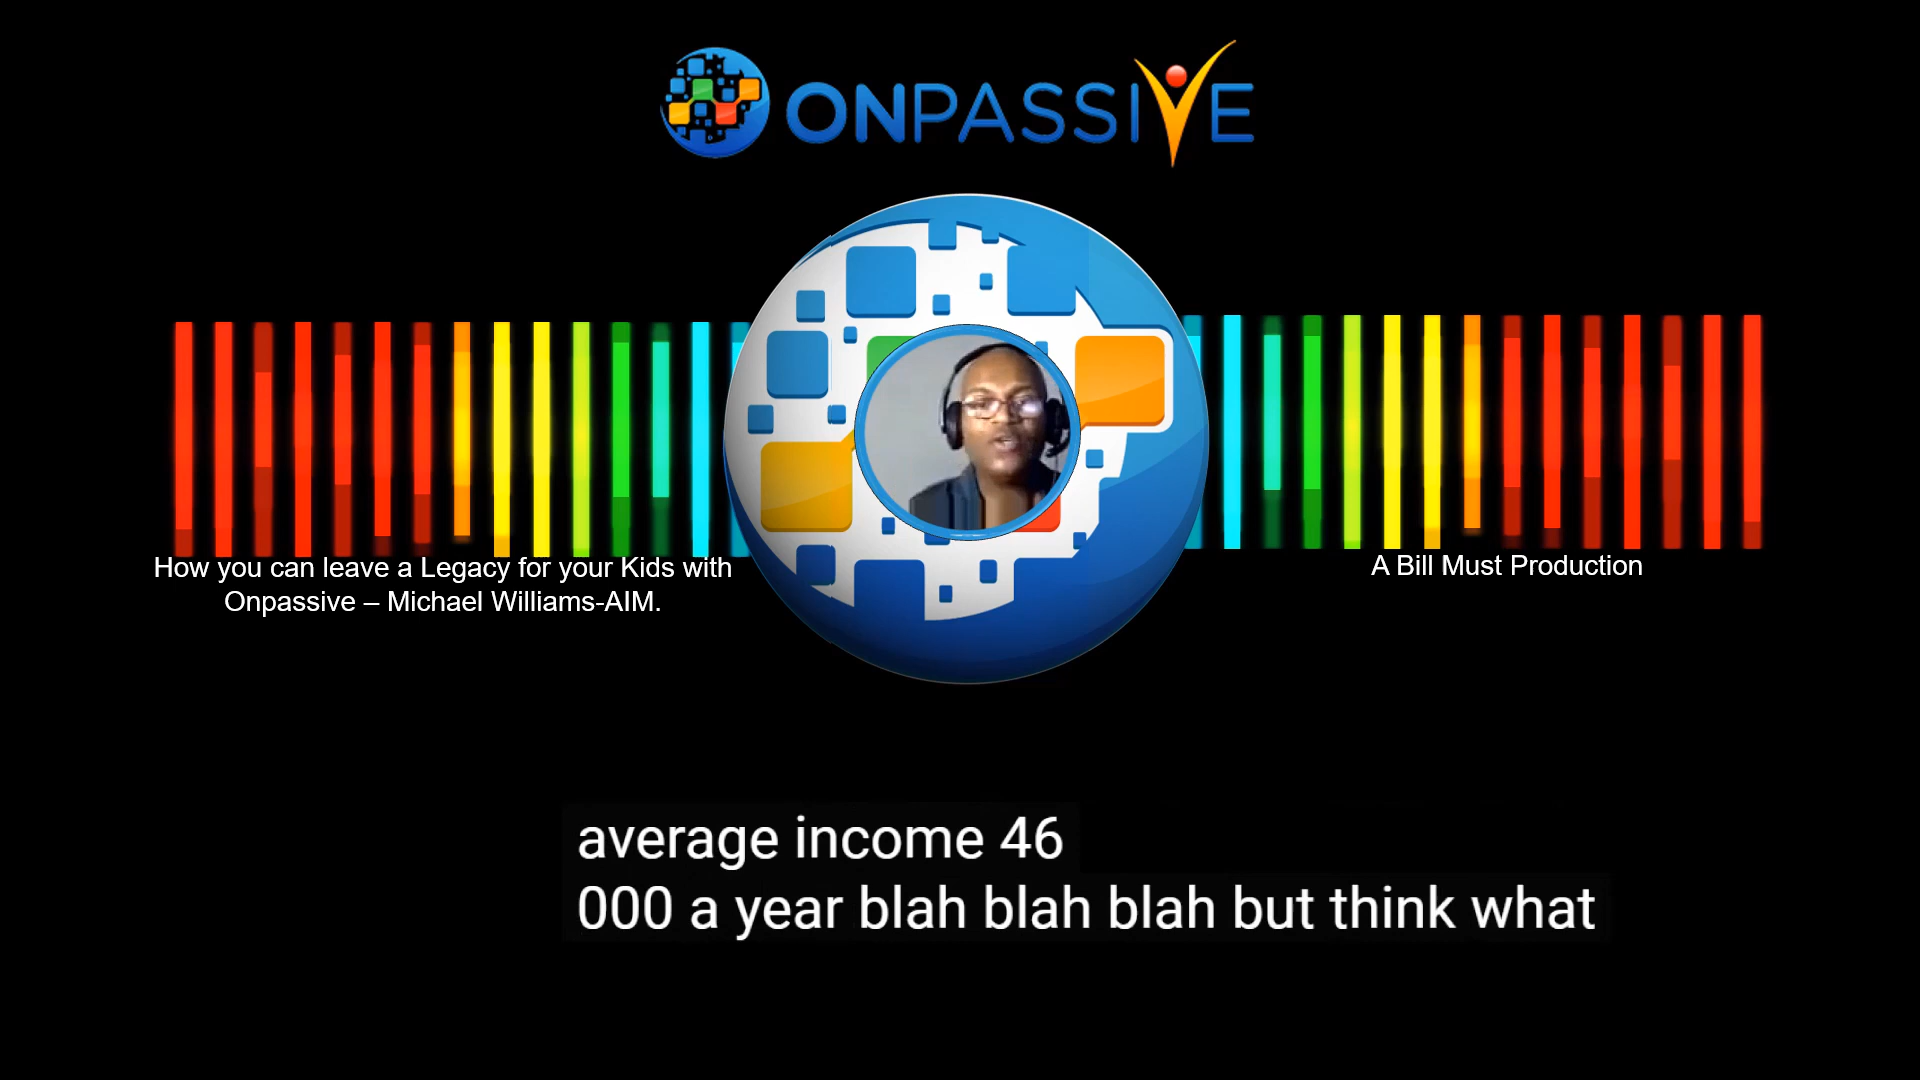 ONPASSIVE
How you can leave a Legacy for your Kids with
Onpassive – Michael Williams-AIM.
A Bill Must Production
average income 46
000 a year blah blah blah but think what